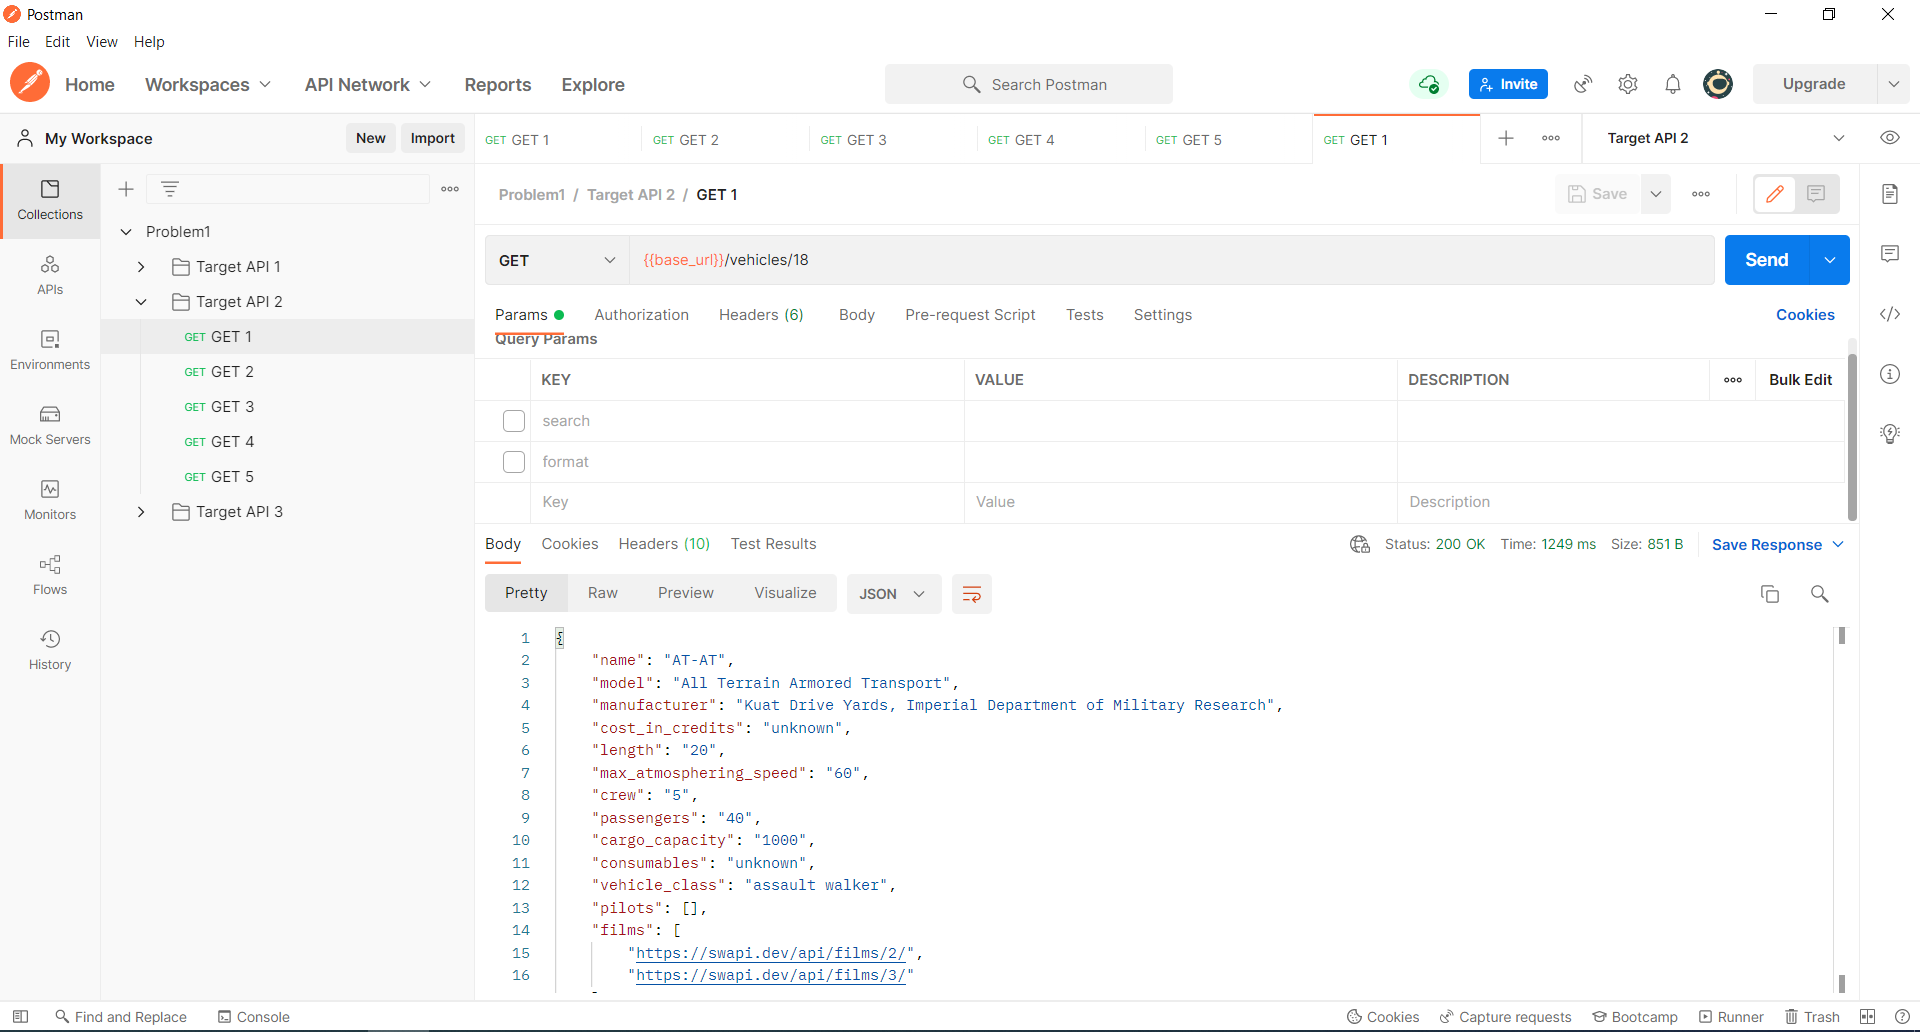 Postman
File Edit View Help
Home Workspaces API Network Reports Explore Search Postman Invite Upgrade
My Workspace New Import GET GET 1 GET GET 2 GET GET 3 GET GET 4 GET GET 5 GET GET 1 Target API 2
Collections
APIs
Environments
Mock Servers
Monitors
Flows
History
Problem1
Target API 1
Target API 2
GET GET 1
GET GET 2
GET GET 3
GET GET 4
GET GET 5
Target API 3
Problem1 / Target API 2 / GET 1 Save
GET {{base_url}}/vehicles/18 Send
Params Authorization Headers (6) Body Pre-request Script Tests Settings Cookies
Query Params
KEY VALUE DESCRIPTION Bulk Edit
search
format
Key Value Description
Body Cookies Headers (10) Test Results Status: 200 OK Time: 1249 ms Size: 851 B Save Response
Pretty Raw Preview Visualize JSON
1 {
2 "name": "AT-AT",
3 "model": "All Terrain Armored Transport",
4 "manufacturer": "Kuat Drive Yards, Imperial Department of Military Research",
5 "cost_in_credits": "unknown",
6 "length": "20",
7 "max_atmosphering_speed": "60",
8 "crew": "5",
9 "passengers": "40",
10 "cargo_capacity": "1000",
11 "consumables": "unknown",
12 "vehicle_class": "assault walker",
13 "pilots": [],
14 "films": [
15 "https://swapi.dev/api/films/2/",
16 "https://swapi.dev/api/films/3/"
Find and Replace Console Cookies Capture requests Bootcamp Runner Trash